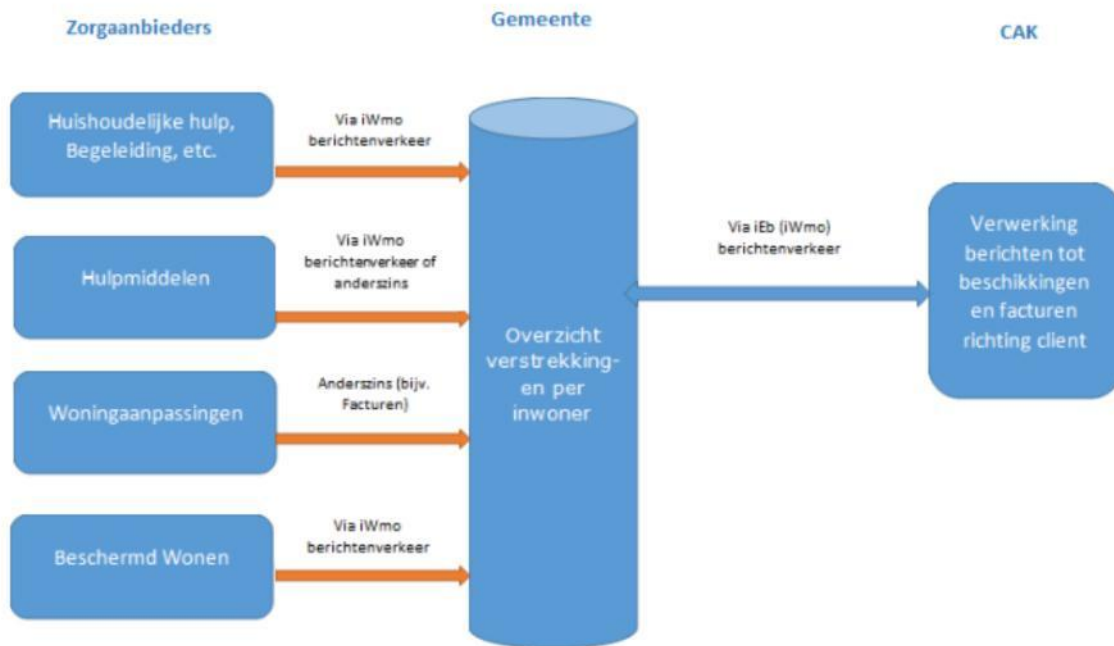 Zorgaanbieders
Gemeente
CAK
Huishoudelijke hulp,
Begeleiding, etc.
Via iWmo
berichtenverkeer
Hulpmiddelen
Via iWmo
berichtenverkeer of
anderszins
Woningaanpassingen
Anderszins (bijv.
Facturen)
Beschermd Wonen
Via iWmo
berichtenverkeer
Overzicht
verstrekking-
en per
inwoner
Via iEb (iWmo)
berichtenverkeer
Verwerking
berichten tot
beschikkingen
en facturen
richting client